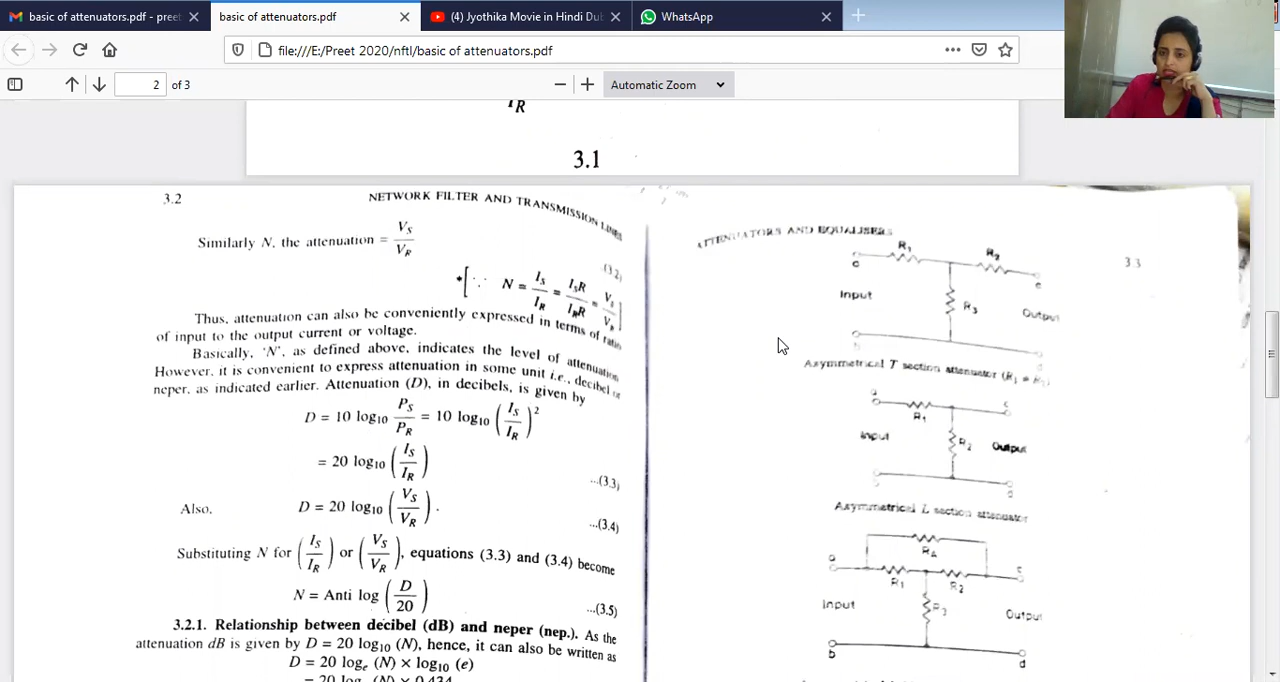 basic of attenuators.pdf - preet
basic of attenuators.pdf
(4) Jyothika Movie in Hindi Du
WhatsApp
file:///E:/Preet 2020/nftl/basic of attenuators.pdf
2 of 3
Automatic Zoom
I_R
3.1
3.2 NETWORK FILTER AND TRANSMISSION LINES
Similarly N, the attenuation = V_S / V_R
(3.2)
*[∵ N = I_S / I_R = I_S R / I_R R = V_S / V_R]
Thus, attenuation can also be conveniently expressed in terms of ratio
of input to the output current or voltage.
Basically, 'N', as defined above, indicates the level of attenuation
However, it is convenient to express attenuation in some unit i.e., decibel or
neper, as indicated earlier. Attenuation (D), in decibels, is given by
D = 10 log₁₀ P_S / P_R = 10 log₁₀ (I_S / I_R)²
= 20 log₁₀ (I_S / I_R)
...(3.3)
Also, D = 20 log₁₀ (V_S / V_R).
...(3.4)
Substituting N for (I_S / I_R) or (V_S / V_R), equations (3.3) and (3.4) become
N = Anti log (D / 20)
...(3.5)
3.2.1. Relationship between decibel (dB) and neper (nep.). As the
attenuation dB is given by D = 20 log₁₀ (N), hence, it can also be written as
D = 20 logₑ (N) × log₁₀ (e)
= 20 logₑ (N) × 0.434
ATTENUATORS AND EQUALISERS 3.3
R₁ R₂
c e
Input R₃ Output
Asymmetrical T section attenuator
a c
R₁
Input R₂ Output
d
Asymmetrical L section attenuator
R₄
a c
R₁ R₂
Input R₃ Output
b d